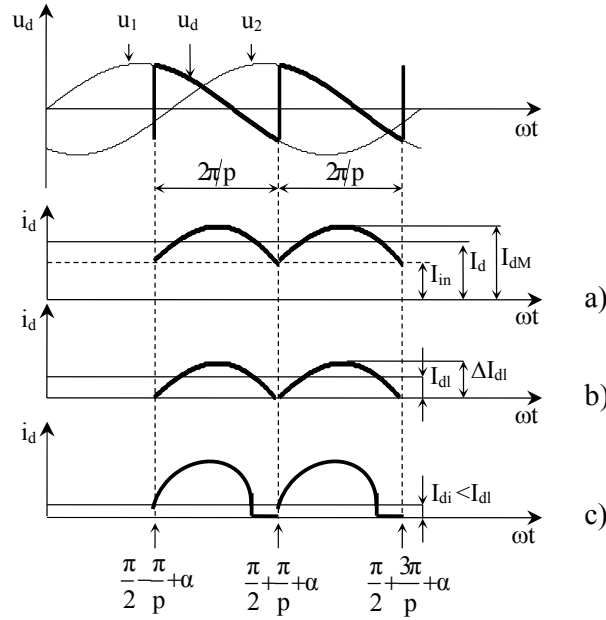 u_d u_1 u_d u_2
ωt
2π/p 2π/p
i_d
I_in I_d I_dM
a)
ωt
i_d
I_dl ΔI_dl
b)
ωt
i_d
I_di <I_dl
c)
ωt
π/2 - π/p +α π/2 + π/p +α π/2 + 3π/p +α